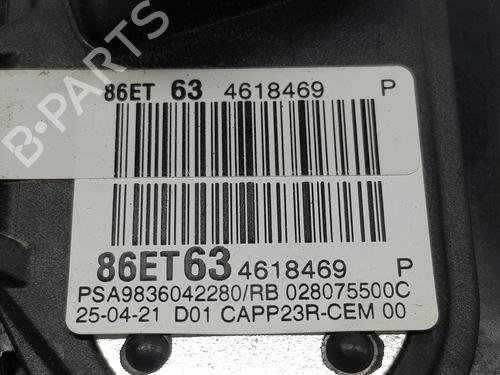 86ET 63 4618469 P
86ET63 4618469 P
PSA9836042280/RB 028075500C
25-04-21 D01 CAPP23R-CEM 00
B-PARTS